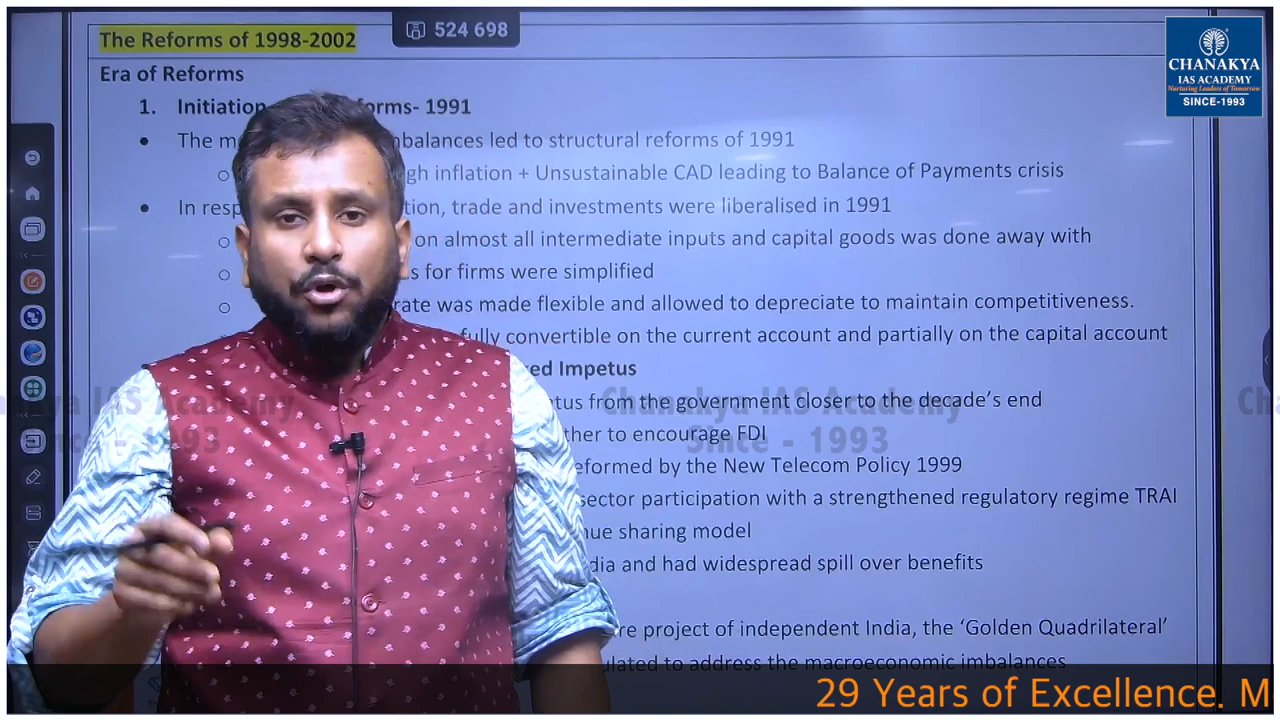 The Reforms of 1998-2002
524 698
CHANAKYA
IAS ACADEMY
Nurturing Leaders of Tomorrow
SINCE-1993
Era of Reforms
1. Initiation forms- 1991
The m mbalances led to structural reforms of 1991
gh inflation + Unsustainable CAD leading to Balance of Payments crisis
In resp tion, trade and investments were liberalised in 1991
on almost all intermediate inputs and capital goods was done away with
s for firms were simplified
rate was made flexible and allowed to depreciate to maintain competitiveness.
fully convertible on the current account and partially on the capital account
ed Impetus
tus from the government closer to the decade's end
ther to encourage FDI
eformed by the New Telecom Policy 1999
sector participation with a strengthened regulatory regime TRAI
nue sharing model
dia and had widespread spill over benefits
re project of independent India, the 'Golden Quadrilateral'
ulated to address the macroeconomic imbalances
Chanakya IAS Academy
Since - 1993
29 Years of Excellence. M